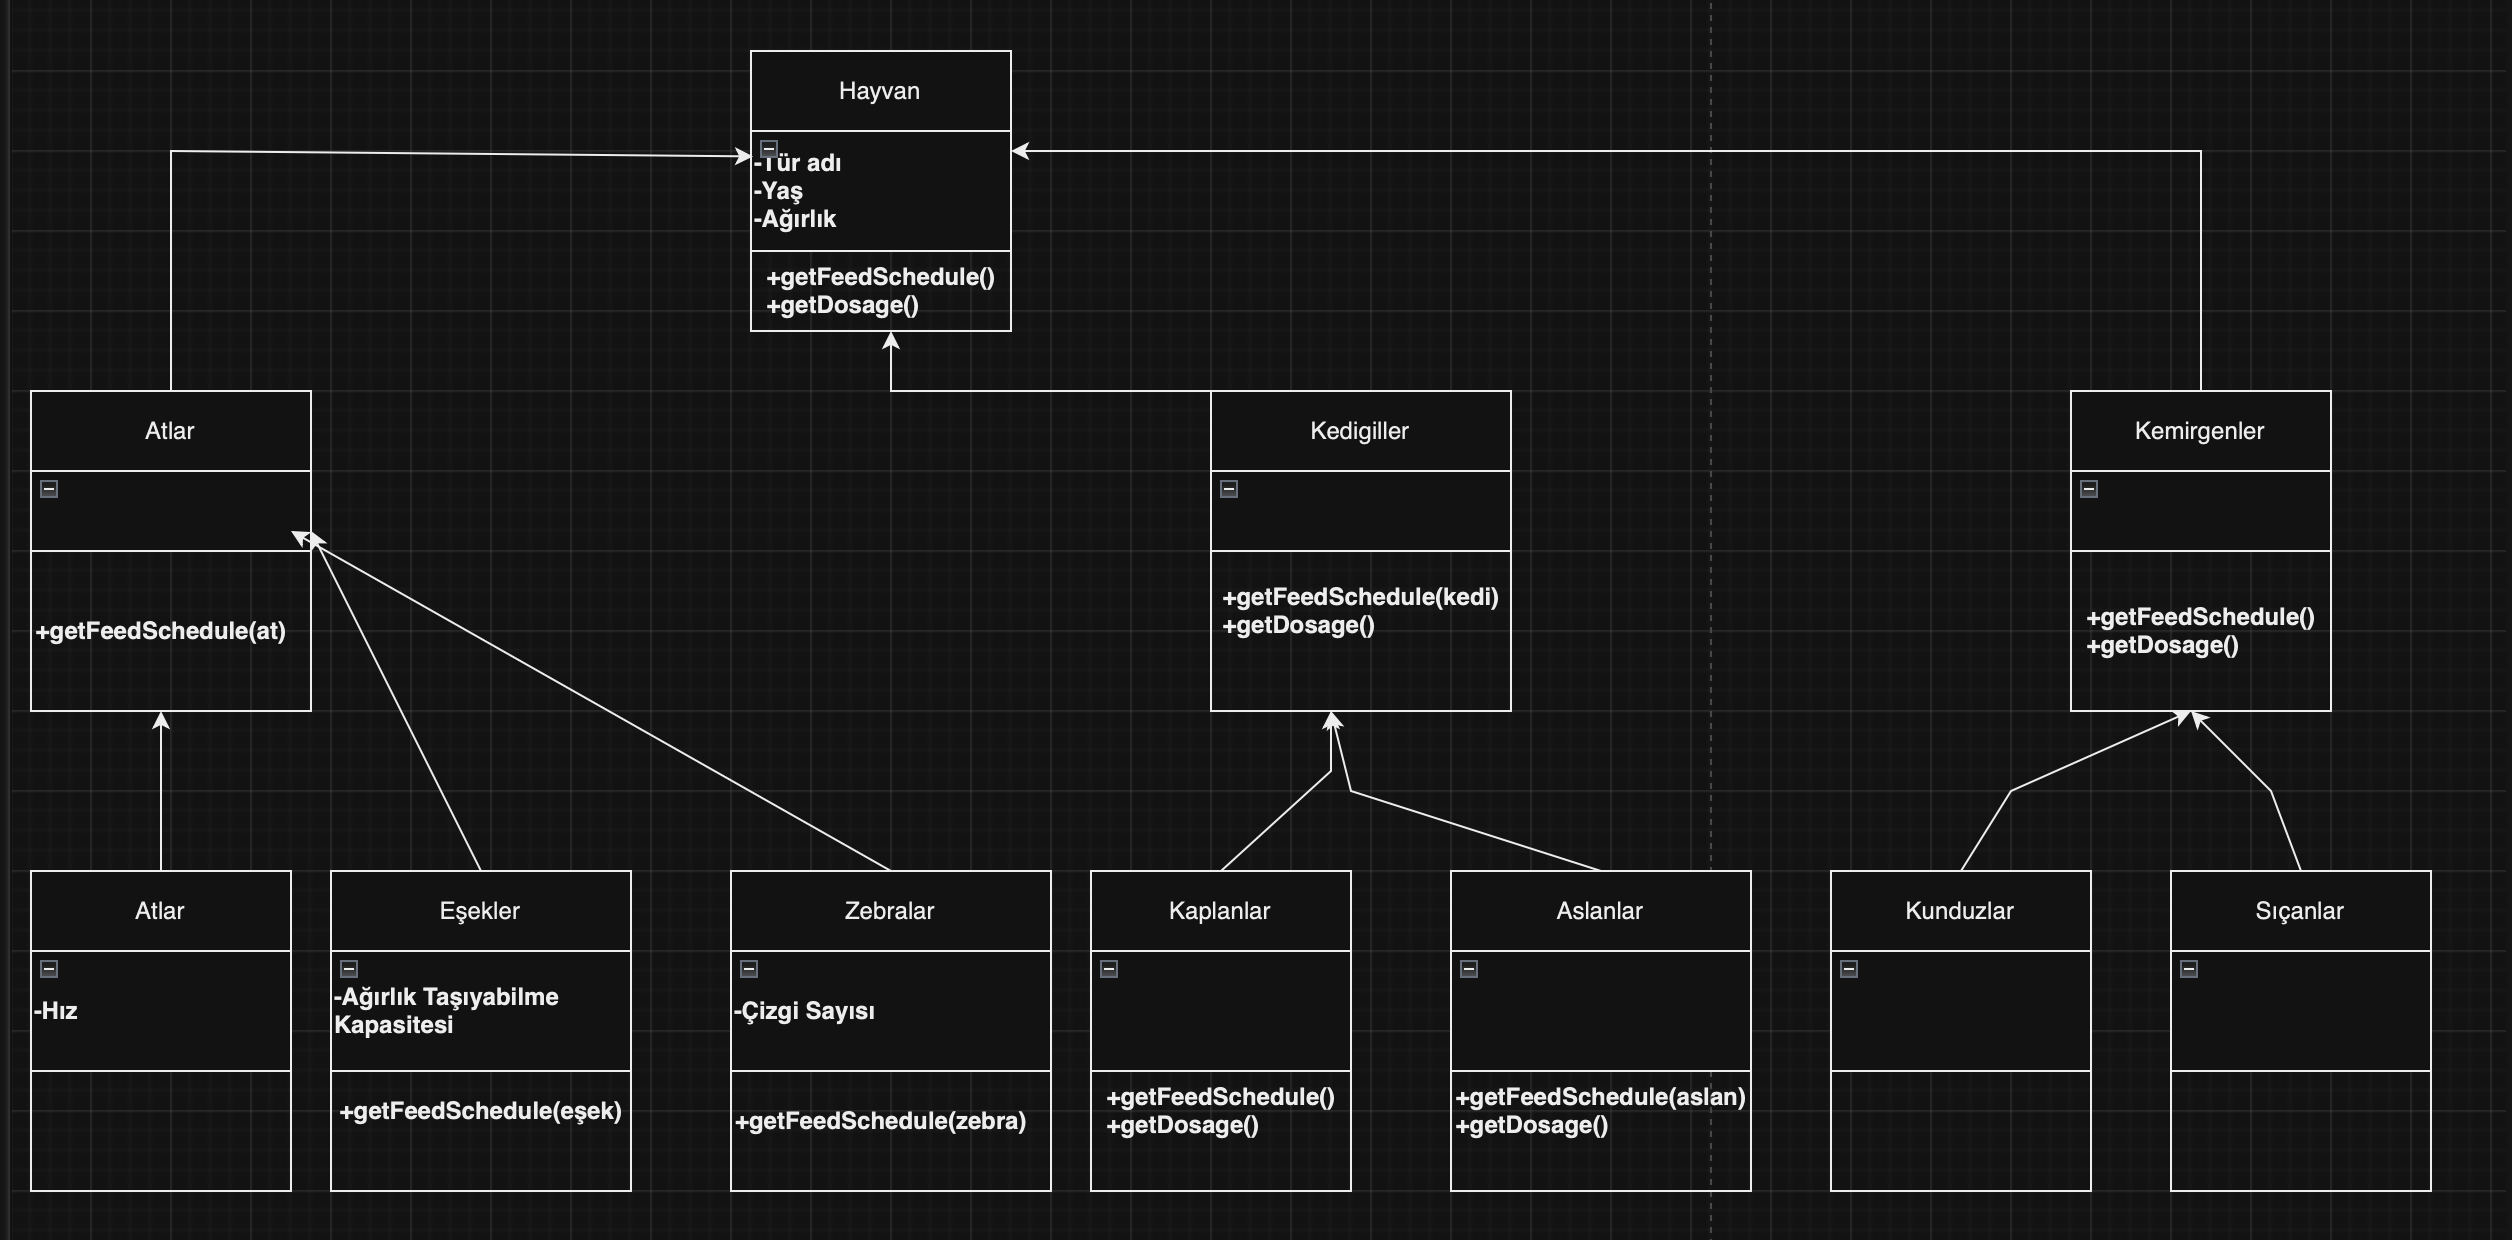 Hayvan
-Tür adı
-Yaş
-Ağırlık
+getFeedSchedule()
+getDosage()
Atlar
+getFeedSchedule(at)
Kedigiller
+getFeedSchedule(kedi)
+getDosage()
Kemirgenler
+getFeedSchedule()
+getDosage()
Atlar
-Hız
Eşekler
-Ağırlık Taşıyabilme
Kapasitesi
+getFeedSchedule(eşek)
Zebralar
-Çizgi Sayısı
+getFeedSchedule(zebra)
Kaplanlar
+getFeedSchedule()
+getDosage()
Aslanlar
+getFeedSchedule(aslan)
+getDosage()
Kunduzlar
Sıçanlar